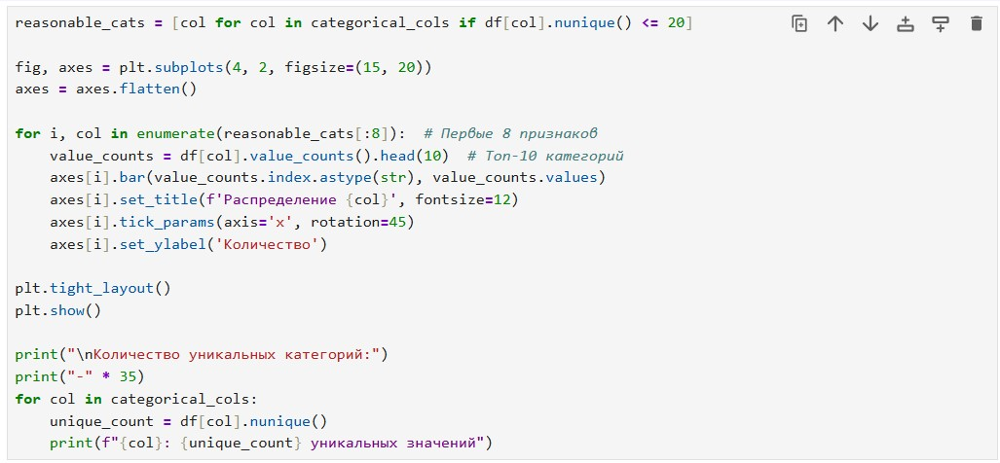 reasonable_cats = [col for col in categorical_cols if df[col].nunique() <= 20]
fig, axes = plt.subplots(4, 2, figsize=(15, 20))
axes = axes.flatten()
for i, col in enumerate(reasonable_cats[:8]):  # Первые 8 признаков
    value_counts = df[col].value_counts().head(10)  # Топ-10 категорий
    axes[i].bar(value_counts.index.astype(str), value_counts.values)
    axes[i].set_title(f'Распределение {col}', fontsize=12)
    axes[i].tick_params(axis='x', rotation=45)
    axes[i].set_ylabel('Количество')
plt.tight_layout()
plt.show()
print("\nКоличество уникальных категорий:")
print("-" * 35)
for col in categorical_cols:
    unique_count = df[col].nunique()
    print(f"{col}: {unique_count} уникальных значений")